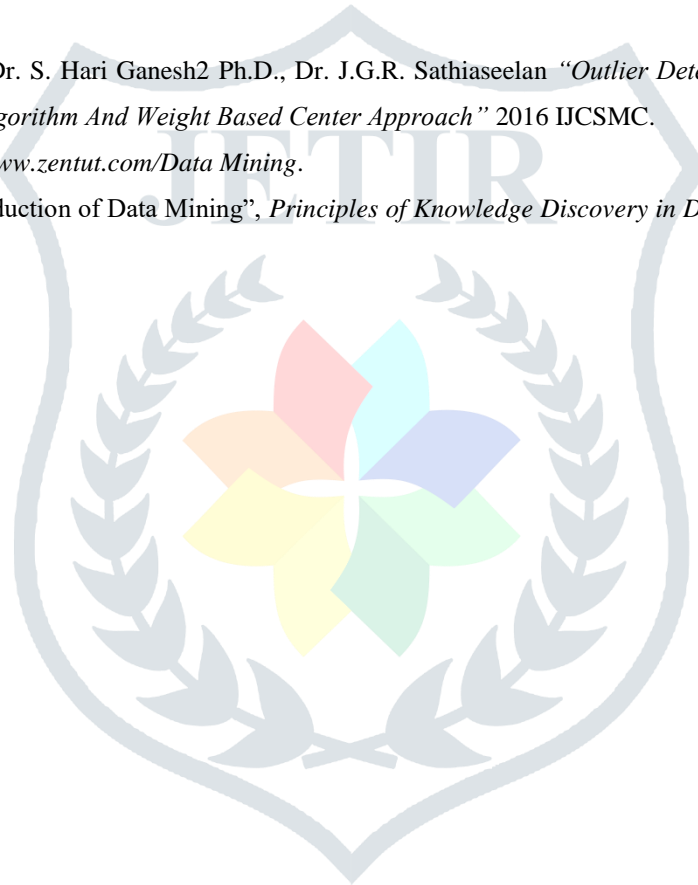 Dr. S. Hari Ganesh2 Ph.D., Dr. J.G.R. Sathiaseelan “Outlier Dete
gorithm And Weight Based Center Approach” 2016 IJCSMC.
ww.zentut.com/Data Mining.
duction of Data Mining”, Principles of Knowledge Discovery in D
JETIR